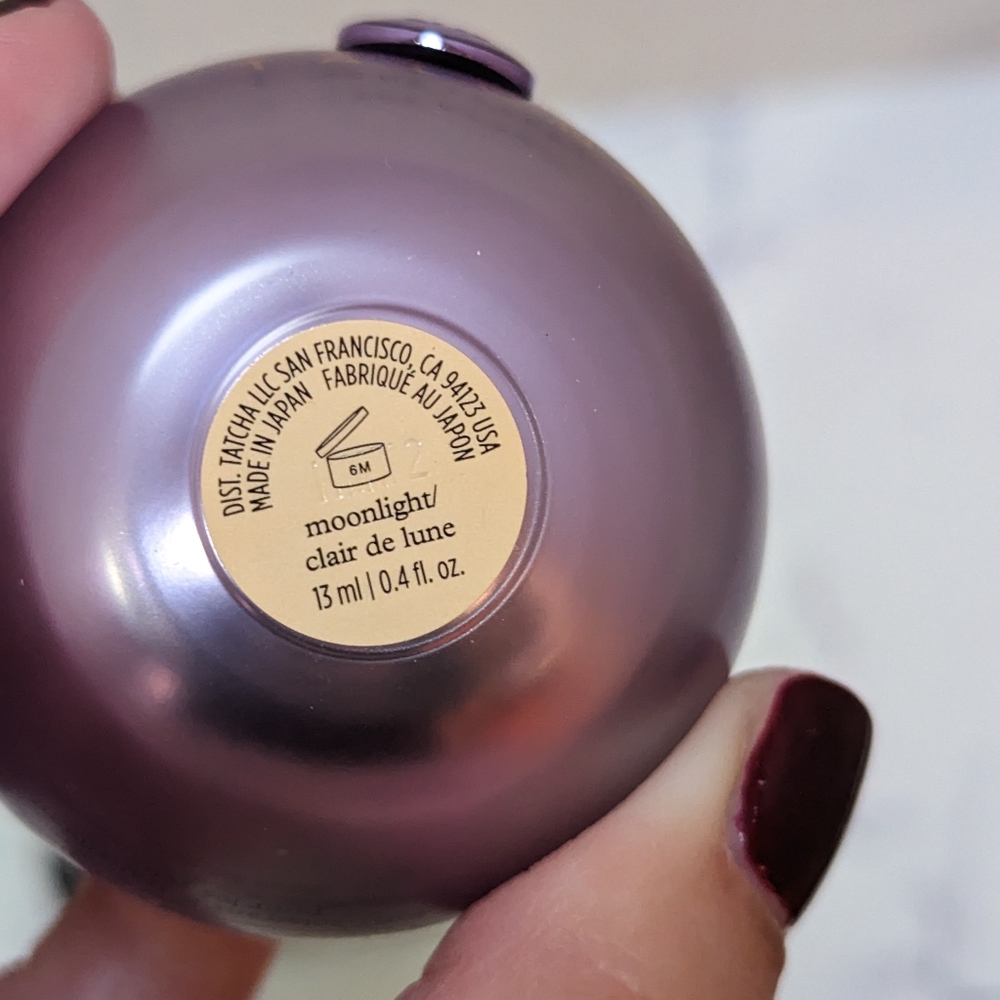 DIST. TATCHA LLC SAN FRANCISCO, CA 94123 USA
MADE IN JAPAN FABRIQUÉ AU JAPON
6M
moonlight/
clair de lune
13 ml | 0.4 fl. oz.